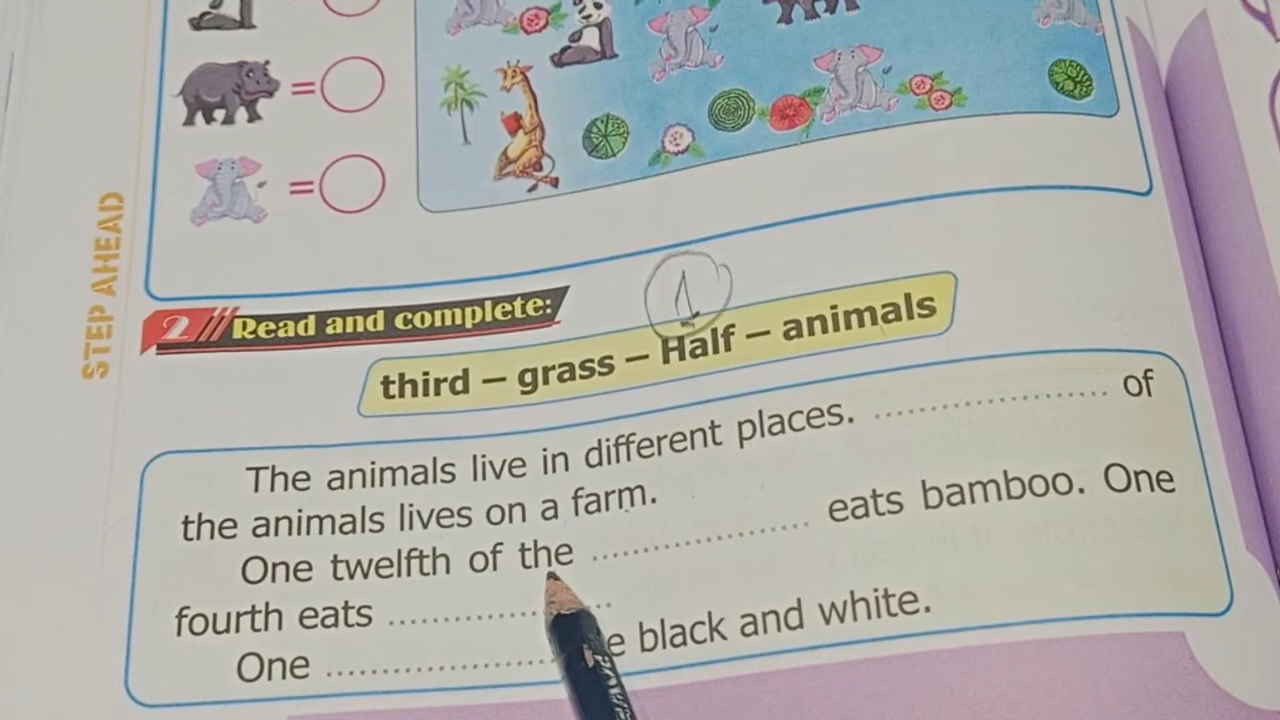 =
=
=
STEP AHEAD
2 Read and complete:
1
third – grass – Half – animals
The animals live in different places. .................... of
the animals lives on a farm.
One twelfth of the .................... eats bamboo. One
fourth eats ....................
One .................... black and white.